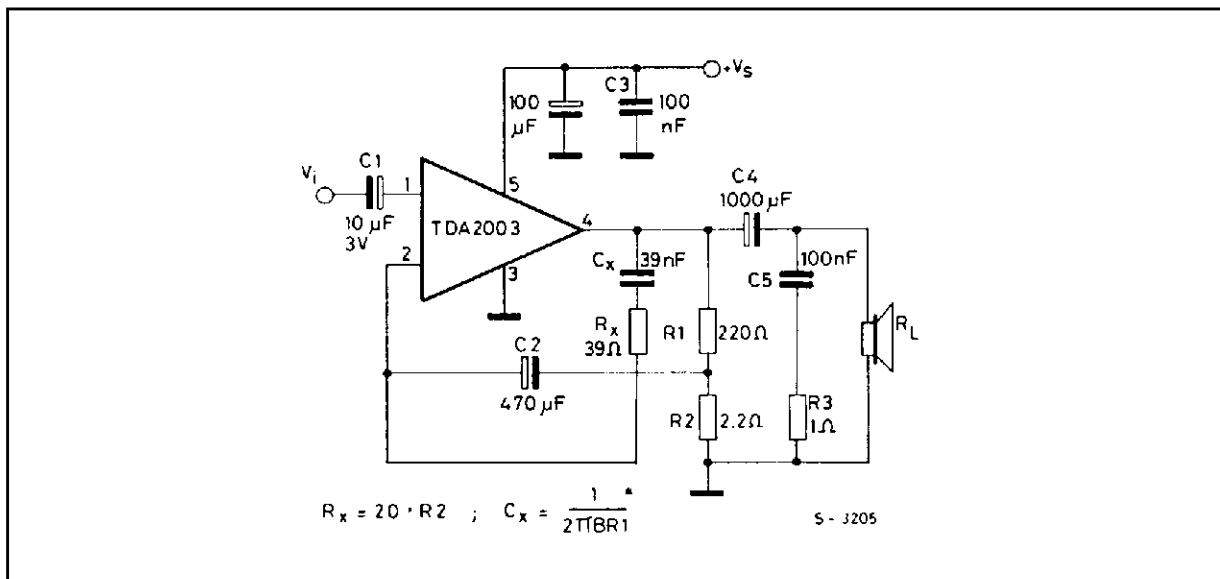 +Vs
C3
100
µF
100
nF
Vi
C1
10 µF
3V
1
2
5
TDA2003
3
4
C4
1000 µF
Cx
39nF
100nF
C5
Rx
39Ω
R1
220Ω
RL
C2
470 µF
R2
2.2Ω
R3
1Ω
Rx = 20 · R2 ; Cx = 1 / 2πBR1 *
S - 3205